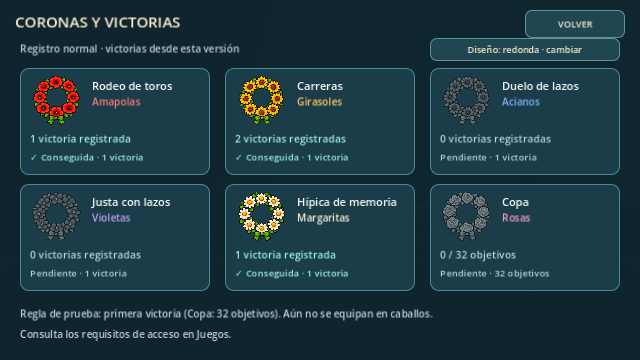 CORONAS Y VICTORIAS
VOLVER
Registro normal · victorias desde esta versión
Diseño: redonda · cambiar
Rodeo de toros
Amapolas
1 victoria registrada
✓ Conseguida · 1 victoria
Carreras
Girasoles
2 victorias registradas
✓ Conseguida · 1 victoria
Duelo de lazos
Acianos
0 victorias registradas
Pendiente · 1 victoria
Justa con lazos
Violetas
0 victorias registradas
Pendiente · 1 victoria
Hípica de memoria
Margaritas
1 victoria registrada
✓ Conseguida · 1 victoria
Copa
Rosas
0 / 32 objetivos
Pendiente · 32 objetivos
Regla de prueba: primera victoria (Copa: 32 objetivos). Aún no se equipan en caballos.
Consulta los requisitos de acceso en Juegos.